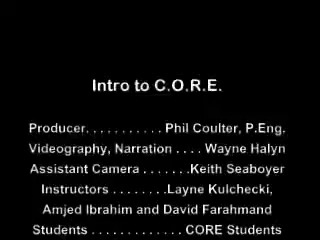 Intro to C.O.R.E.
Producer. . . . . . . . . . . Phil Coulter, P.Eng.
Videography, Narration . . . . Wayne Halyn
Assistant Camera . . . . . . .Keith Seaboyer
Instructors . . . . . . . .Layne Kulchecki,
Amjed Ibrahim and David Farahmand
Students . . . . . . . . . . . . . CORE Students